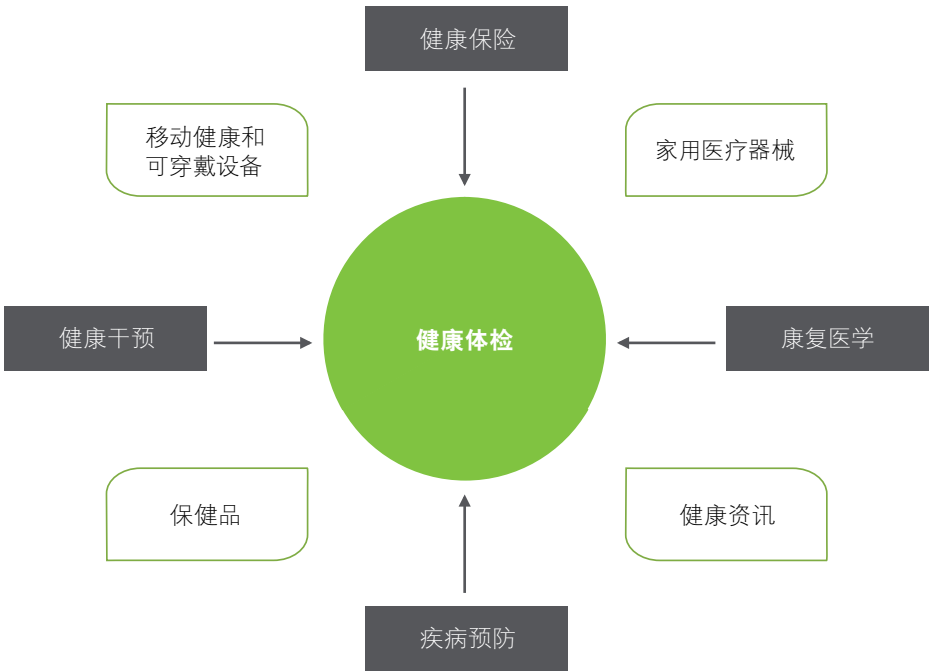 健康保险
移动健康和
可穿戴设备
家用医疗器械
健康干预
健康体检
康复医学
保健品
健康资讯
疾病预防